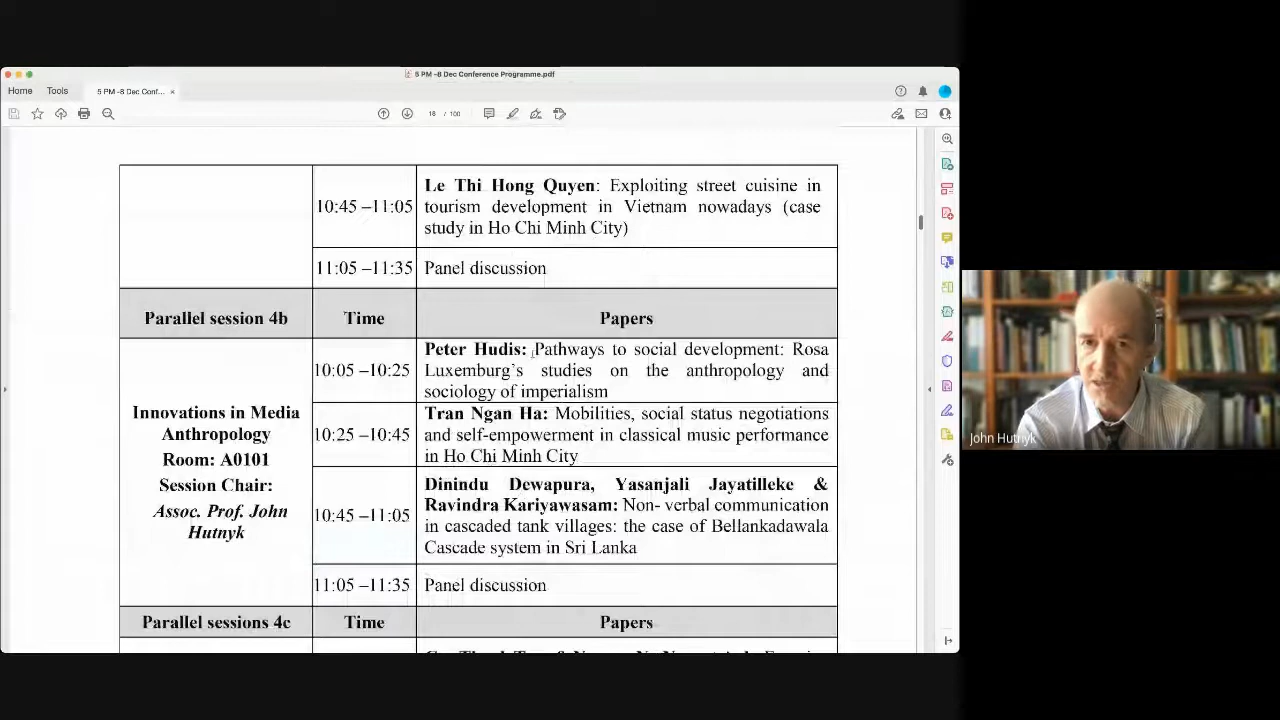 5 PM -8 Dec Conference Programme.pdf
Home Tools 5 PM -8 Dec Conf... ×
18 / 100
10:45 –11:05
Le Thi Hong Quyen: Exploiting street cuisine in
tourism development in Vietnam nowadays (case
study in Ho Chi Minh City)
11:05 –11:35 Panel discussion
Parallel session 4b Time Papers
Innovations in Media
Anthropology
Room: A0101
Session Chair:
Assoc. Prof. John
Hutnyk
10:05 –10:25
Peter Hudis: Pathways to social development: Rosa
Luxemburg's studies on the anthropology and
sociology of imperialism
10:25 –10:45
Tran Ngan Ha: Mobilities, social status negotiations
and self-empowerment in classical music performance
in Ho Chi Minh City
10:45 –11:05
Dinindu Dewapura, Yasanjali Jayatilleke &
Ravindra Kariyawasam: Non- verbal communication
in cascaded tank villages: the case of Bellankadawala
Cascade system in Sri Lanka
11:05 –11:35 Panel discussion
Parallel sessions 4c Time Papers
John Hutnyk